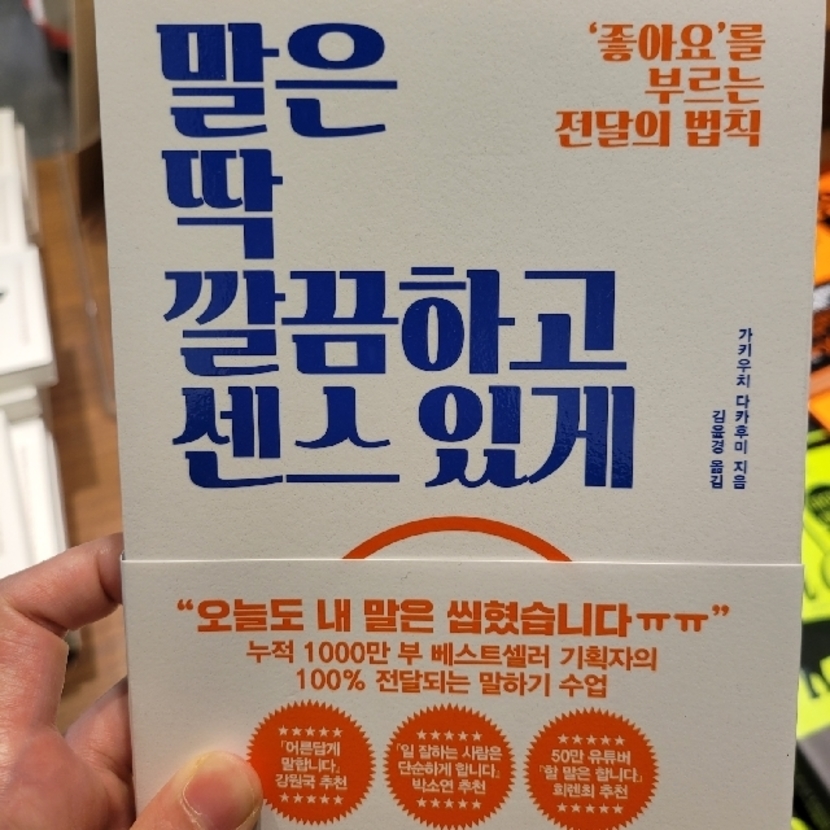 말은
딱
깔끔하고
센스 있게
‘좋아요’를
부르는
전달의 법칙
가키우치 다카후미 지음
김윤경 옮김
“오늘도 내 말은 씹혔습니다ㅠㅠ”
누적 1000만 부 베스트셀러 기획자의
100% 전달되는 말하기 수업
★★★★★
『어른답게
말합니다』
강원국 추천
★★★★★
★★★★★
『일 잘하는 사람은
단순하게 합니다』
박소연 추천
★★★★★
★★★★★
50만 유튜버
『할 말은 합니다』
희렌최 추천
★★★★★